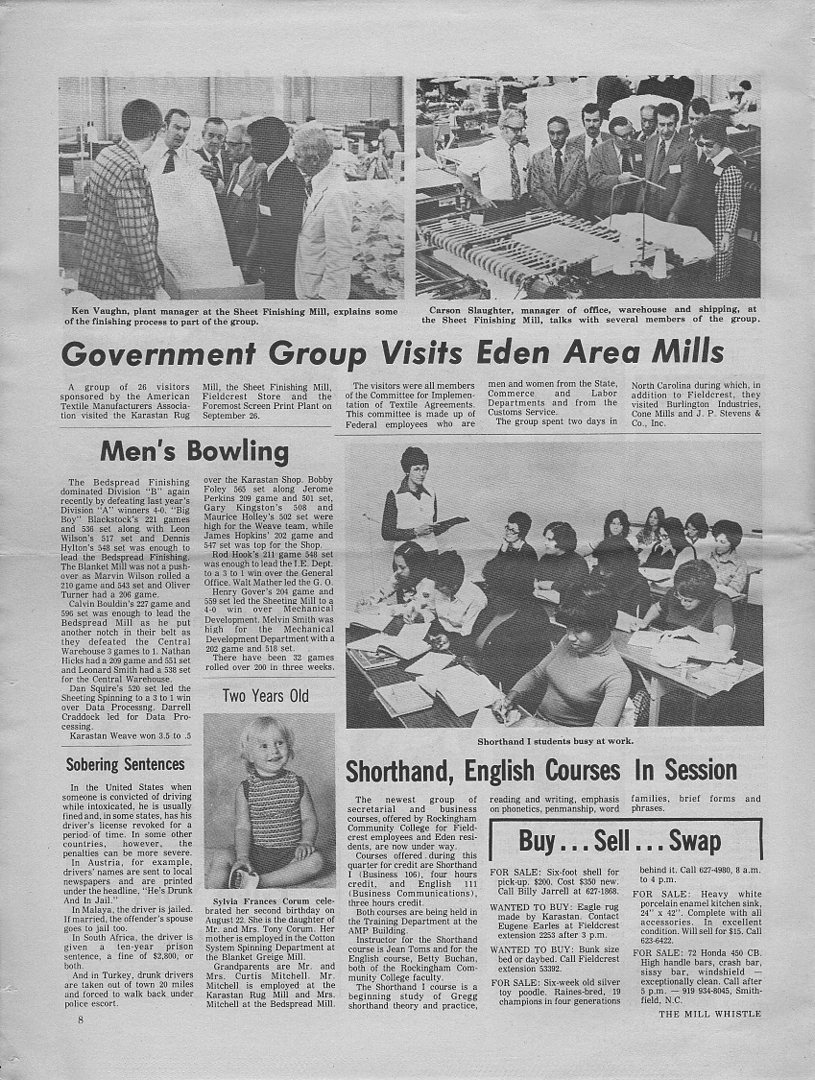 Ken Vaughn, plant manager at the Sheet Finishing Mill, explains some
of the finishing process to part of the group.
Carson Slaughter, manager of office, warehouse and shipping, at
the Sheet Finishing Mill, talks with several members of the group.
Government Group Visits Eden Area Mills
A group of 26 visitors
sponsored by the American
Textile Manufacturers Associa-
tion visited the Karastan Rug
Mill, the Sheet Finishing Mill,
Fieldcrest Store and the
Foremost Screen Print Plant on
September 26.
The visitors were all members
of the Committee for Implemen-
tation of Textile Agreements.
This committee is made up of
Federal employees who are
men and women from the State,
Commerce and Labor
Departments and from the
Customs Service.
The group spent two days in
North Carolina during which, in
addition to Fieldcrest, they
visited Burlington Industries,
Cone Mills and J. P. Stevens &
Co., Inc.
Men's Bowling
The Bedspread Finishing
dominated Division "B" again
recently by defeating last year's
Division "A" winners 4-0. "Big
Boy" Blackstock's 221 games
and 536 set along with Leon
Wilson's 517 set and Dennis
Hylton's 548 set was enough to
lead the Bedspread Finishing.
The Blanket Mill was not a push-
over as Marvin Wilson rolled a
210 game and 543 set and Oliver
Turner had a 206 game.
Calvin Bouldin's 227 game and
596 set was enough to lead the
Bedspread Mill as he put
another notch in their belt as
they defeated the Central
Warehouse 3 games to 1. Nathan
Hicks had a 209 game and 551 set
and Leonard Smith had a 538 set
for the Central Warehouse.
Dan Squire's 520 set led the
Sheeting Spinning to a 3 to 1 win
over Data Processng. Darrell
Craddock led for Data Pro-
cessing.
Karastan Weave won 3.5 to .5
over the Karastan Shop. Bobby
Foley 565 set along Jerome
Perkins 209 game and 501 set,
Gary Kingston's 508 and
Maurice Holley's 502 set were
high for the Weave team, while
James Hopkins' 202 game and
547 set was top for the Shop.
Rod Hook's 211 game 548 set
was enough to lead the I.E. Dept.
to a 3 to 1 win over the General
Office. Walt Mather led the G. O.
Henry Gover's 204 game and
559 set led the Sheeting Mill to a
4-0 win over Mechanical
Development. Melvin Smith was
high for the Mechanical
Development Department with a
202 game and 518 set.
There have been 32 games
rolled over 200 in three weeks.
Shorthand I students busy at work.
Sobering Sentences
In the United States when
someone is convicted of driving
while intoxicated, he is usually
fined and, in some states, has his
driver's license revoked for a
period of time. In some other
countries, however, the
penalties can be more severe.
In Austria, for example,
drivers' names are sent to local
newspapers and are printed
under the headline, "He's Drunk
And In Jail."
In Malaya, the driver is jailed.
If married, the offender's spouse
goes to jail too.
In South Africa, the driver is
given a ten-year prison
sentence, a fine of $2,800, or
both.
And in Turkey, drunk drivers
are taken out of town 20 miles
and forced to walk back under
police escort.
Two Years Old
Sylvia Frances Corum cele-
brated her second birthday on
August 22. She is the daughter of
Mr. and Mrs. Tony Corum. Her
mother is employed in the Cotton
System Spinning Department at
the Blanket Greige Mill.
Grandparents are Mr. and
Mrs. Curtis Mitchell. Mr.
Mitchell is employed at the
Karastan Rug Mill and Mrs.
Mitchell at the Bedspread Mill.
Shorthand, English Courses In Session
The newest group of
secretarial and business
courses, offered by Rockingham
Community College for Field-
crest employees and Eden resi-
dents, are now under way.
Courses offered during this
quarter for credit are Shorthand
I (Business 106), four hours
credit, and English 111
(Business Communications),
three hours credit.
Both courses are being held in
the Training Department at the
AMP Building.
Instructor for the Shorthand
course is Jean Toms and for the
English course, Betty Buchan,
both of the Rockingham Com-
munity College faculty.
The Shorthand I course is a
beginning study of Gregg
shorthand theory and practice,
reading and writing, emphasis
on phonetics, penmanship, word
families, brief forms and
phrases.
Buy...Sell...Swap
FOR SALE: Six-foot shell for
pick-up. $200. Cost $350 new.
Call Billy Jarrell at 627-1868.
WANTED TO BUY: Eagle rug
made by Karastan. Contact
Eugene Earles at Fieldcrest
extension 2253 after 3 p.m.
WANTED TO BUY: Bunk size
bed or daybed. Call Fieldcrest
extension 53392.
FOR SALE: Six-week old silver
toy poodle. Raines-bred, 19
champions in four generations
behind it. Call 627-4980, 8 a.m.
to 4 p.m.
FOR SALE: Heavy white
porcelain enamel kitchen sink,
24" x 42". Complete with all
accessories. In excellent
condition. Will sell for $15. Call
623-6422.
FOR SALE: 72 Honda 450 CB.
High handle bars, crash bar,
sissy bar, windshield —
exceptionally clean. Call after
5 p.m. — 919 934-8045, Smith-
field, N.C.
8
THE MILL WHISTLE